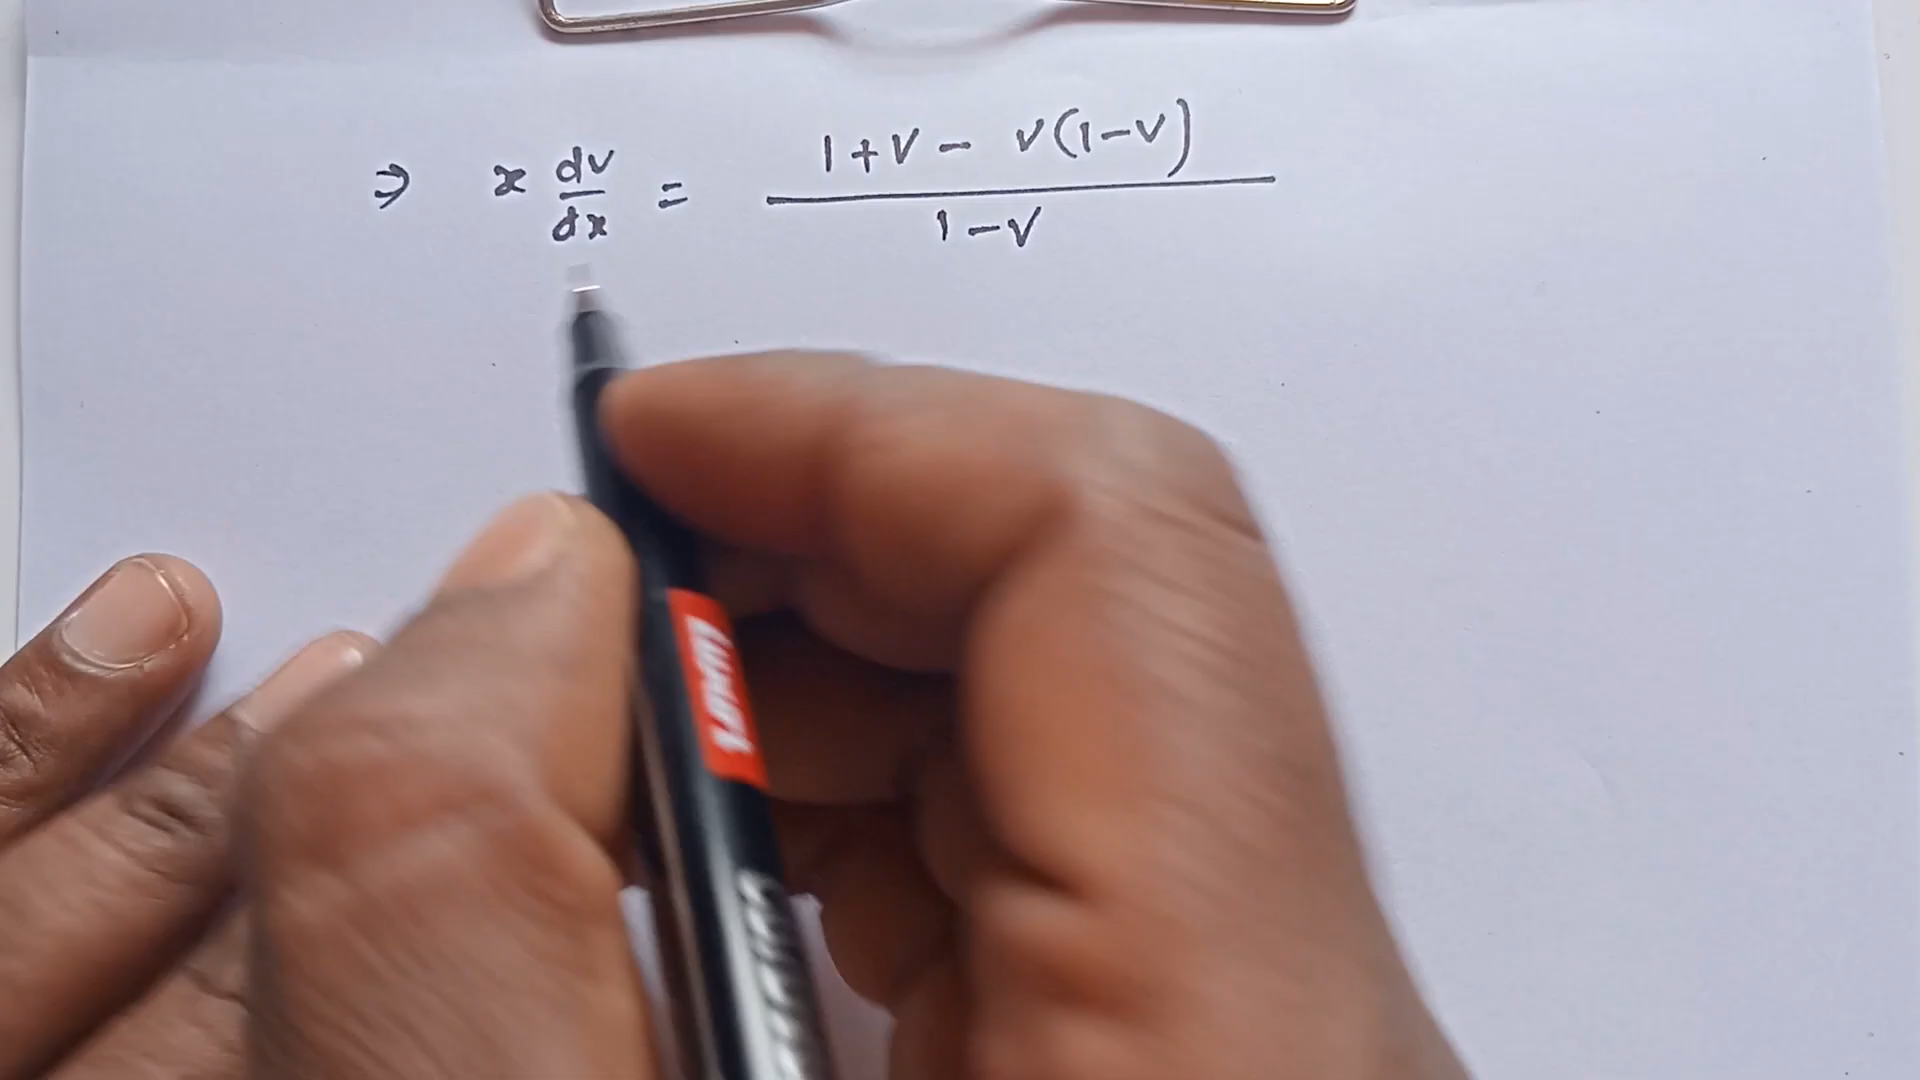 ⇒ x dv/dx = (1+v - v(1-v))/(1-v)